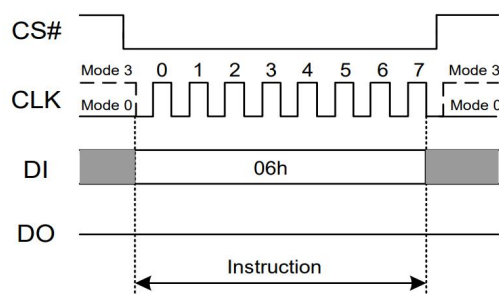 CS#
Mode 3 0 1 2 3 4 5 6 7 Mode 3
CLK
Mode 0 Mode 0
DI 06h
DO
Instruction